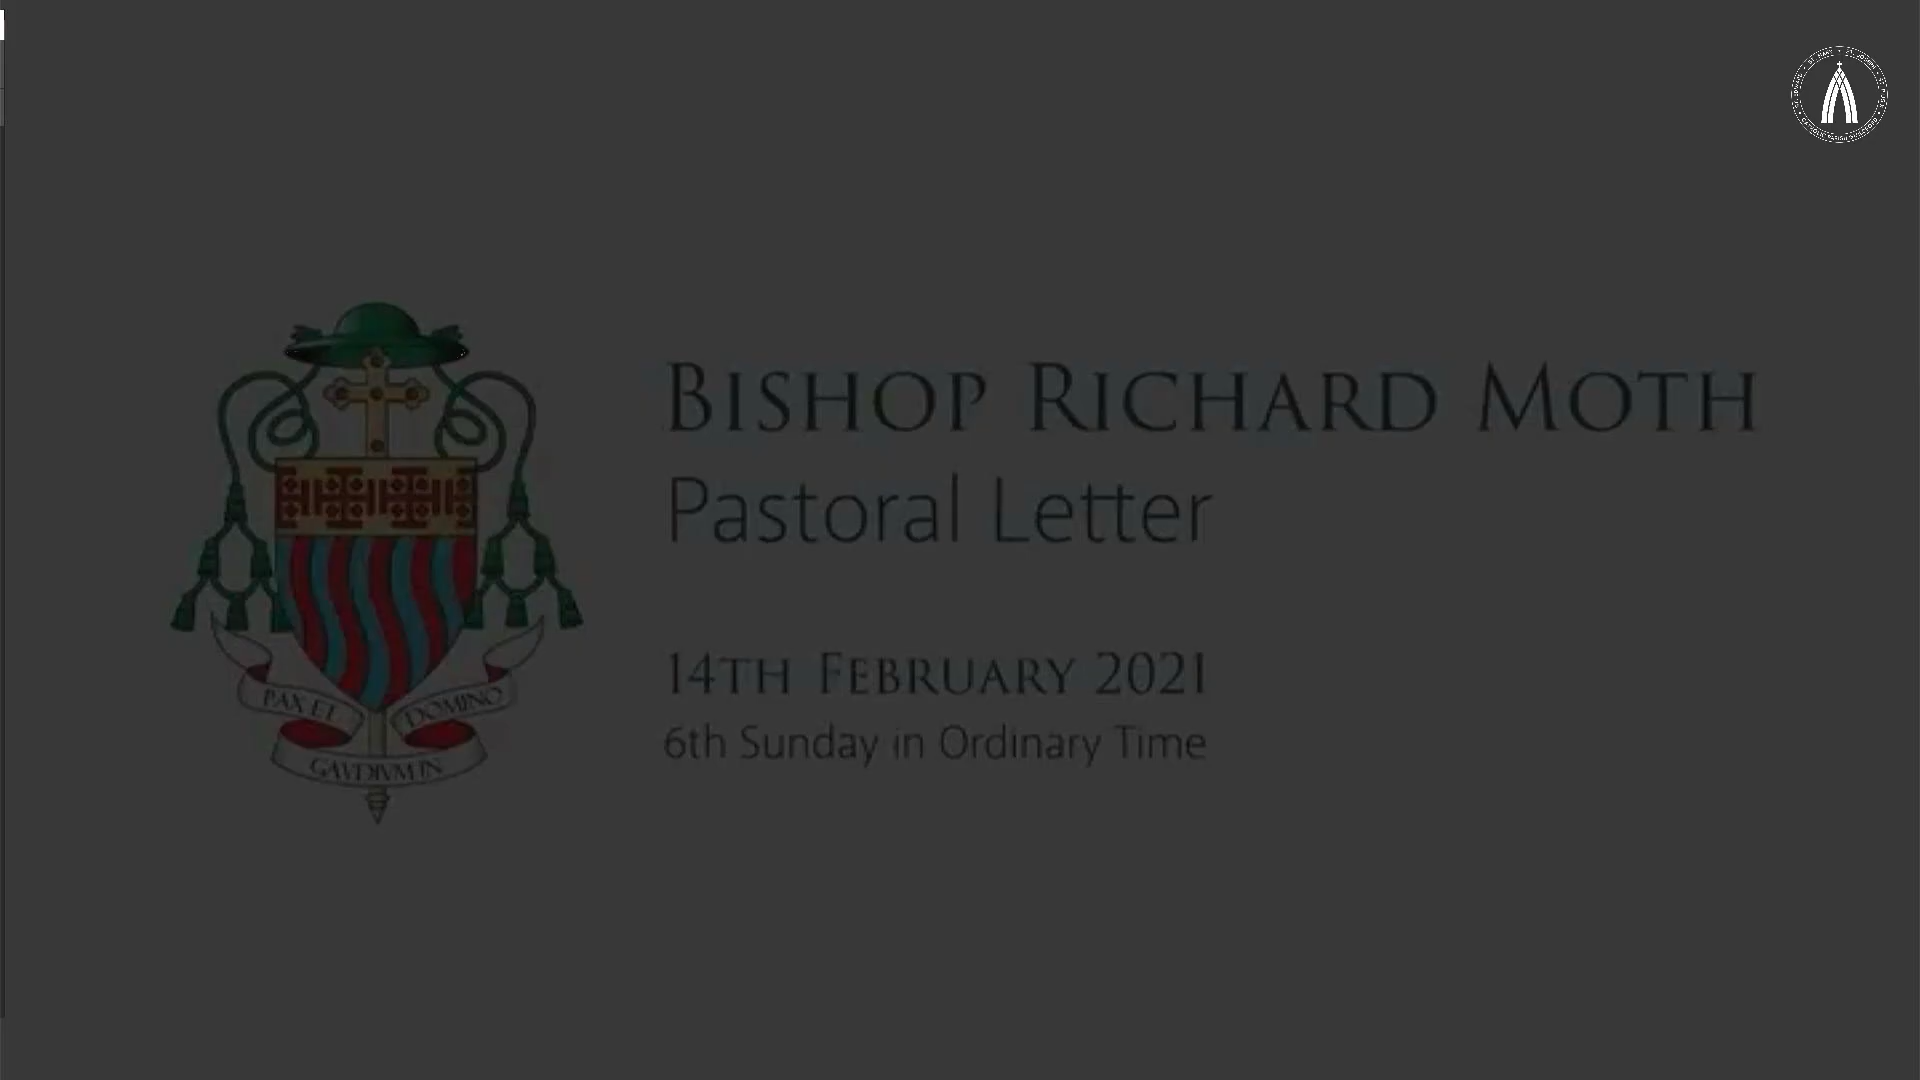 BISHOP RICHARD MOTH
Pastoral Letter
14TH FEBRUARY 2021
6th Sunday in Ordinary Time
PAX ET
DOMINO
GAVDIVM IN